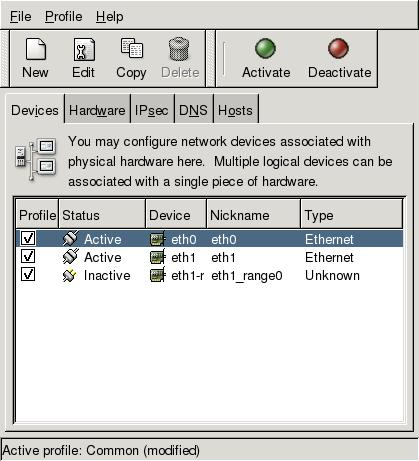 File Profile Help
New Edit Copy Delete Activate Deactivate
Devices Hardware IPsec DNS Hosts
You may configure network devices associated with
physical hardware here.  Multiple logical devices can be
associated with a single piece of hardware.
Profile Status Device Nickname Type
Active eth0 eth0 Ethernet
Active eth1 eth1 Ethernet
Inactive eth1-r eth1_range0 Unknown
Active profile: Common (modified)